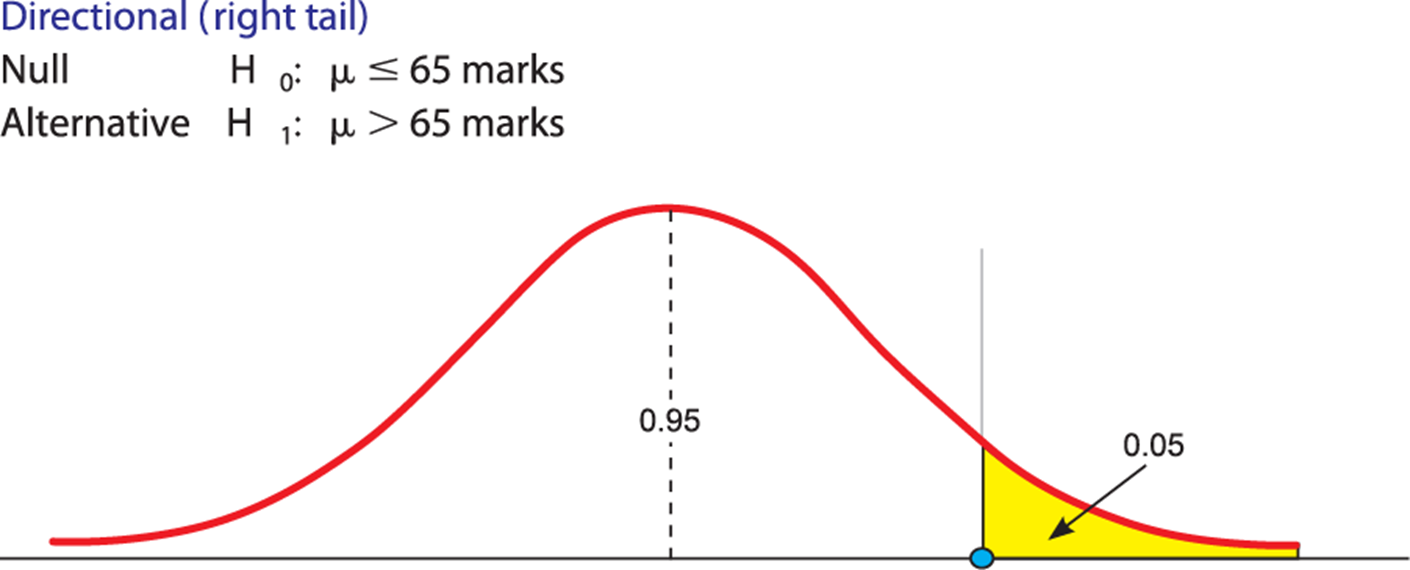 Directional (right tail)
Null H 0: μ ≤ 65 marks
Alternative H 1: μ > 65 marks
0.95
0.05